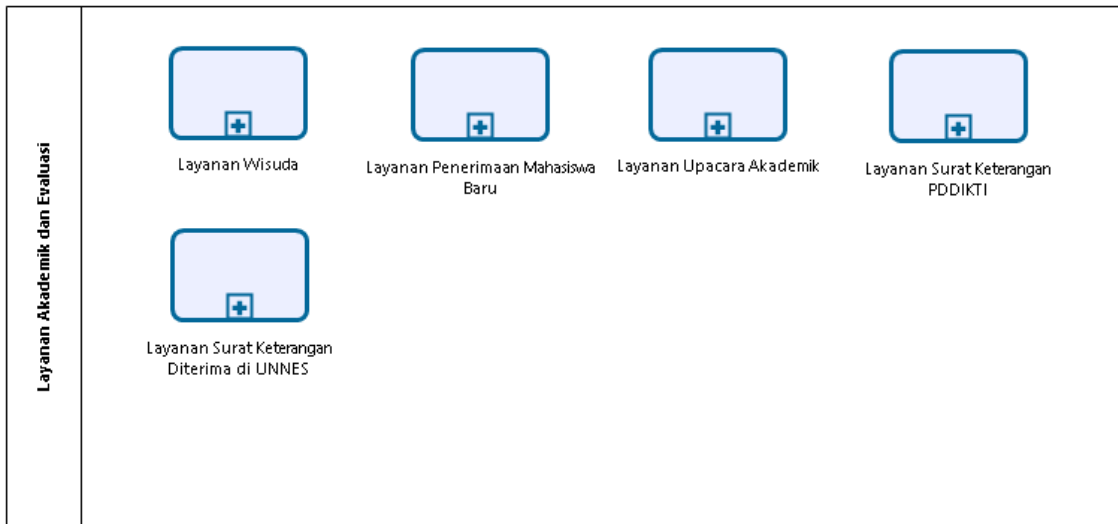 Layanan Akademik dan Evaluasi
Layanan Wisuda
Layanan Penerimaan Mahasiswa
Baru
Layanan Upacara Akademik
Layanan Surat Keterangan
PDDIKTI
Layanan Surat Keterangan
Diterima di UNNES